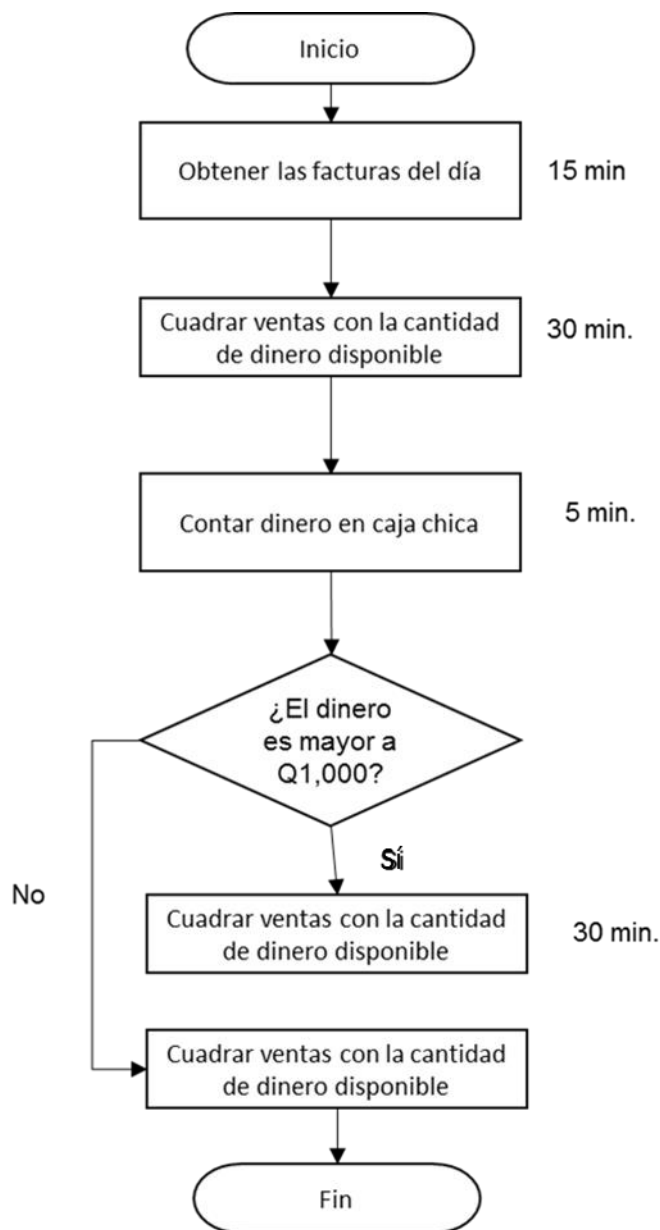 Inicio
Obtener las facturas del día
15 min
Cuadrar ventas con la cantidad
de dinero disponible
30 min.
Contar dinero en caja chica
5 min.
¿El dinero
es mayor a
Q1,000?
Sí
No
Cuadrar ventas con la cantidad
de dinero disponible
30 min.
Cuadrar ventas con la cantidad
de dinero disponible
Fin